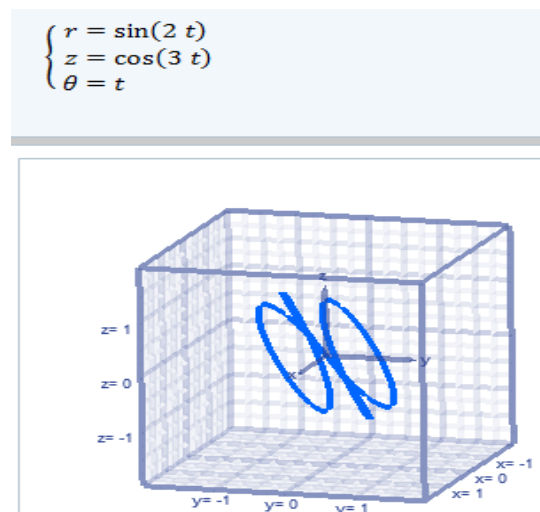 r = sin(2 t)
z = cos(3 t)
θ = t
z
z= 1
y
x
z= 0
z= -1
x= -1
x= 0
x= 1
y= -1
y= 0
y= 1